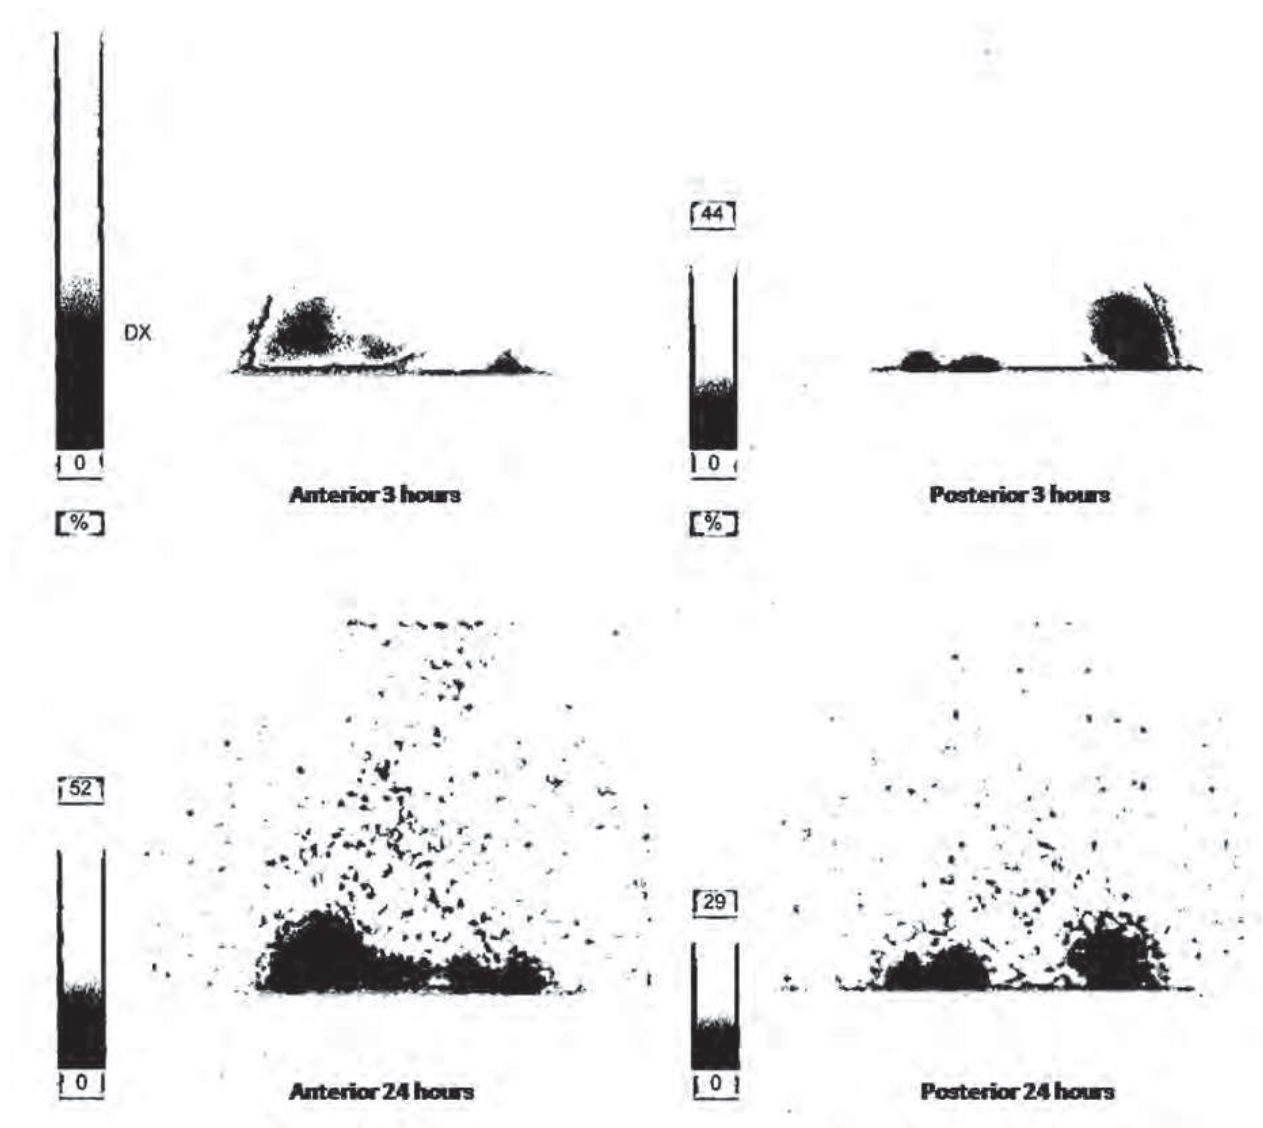 44
DX
0
0
Anterior 3 hours
Posterior 3 hours
%
%
52
29
0
0
Anterior 24 hours
Posterior 24 hours